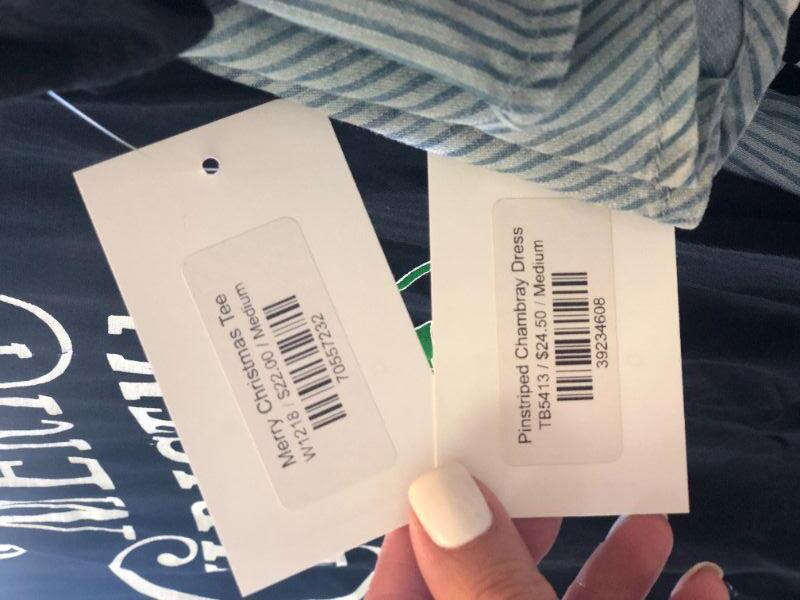 Merry Christmas Tee
W1218 / $22.00 / Medium
70557232
Pinstriped Chambray Dress
TB5413 / $24.50 / Medium
39234608